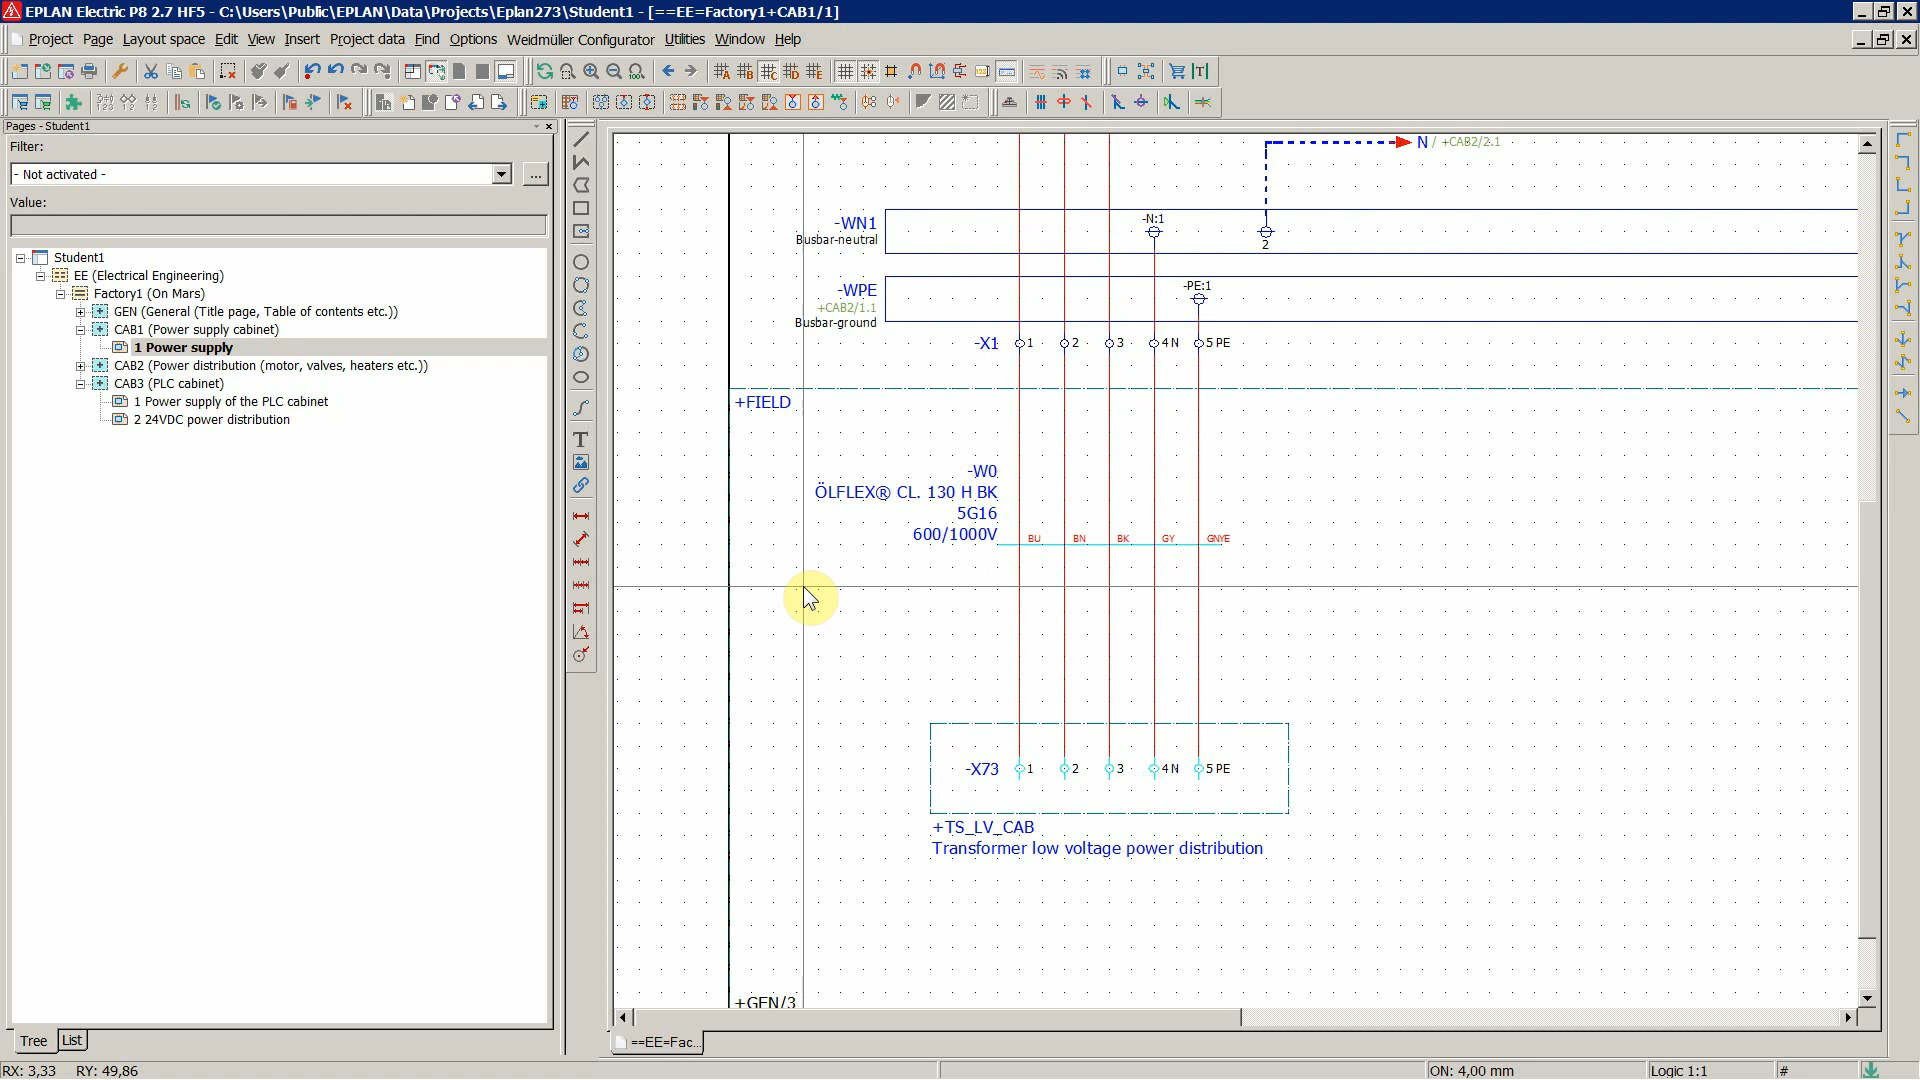 EPLAN Electric P8 2.7 HF5 - C:\Users\Public\EPLAN\Data\Projects\Eplan273\Student1 - [==EE=Factory1+CAB1/1]
Project Page Layout space Edit View Insert Project data Find Options Weidmüller Configurator Utilities Window Help
Pages - Student1
Filter:
- Not activated -
...
Value:
Student1
EE (Electrical Engineering)
Factory1 (On Mars)
GEN (General (Title page, Table of contents etc.))
CAB1 (Power supply cabinet)
1 Power supply
CAB2 (Power distribution (motor, valves, heaters etc.))
CAB3 (PLC cabinet)
1 Power supply of the PLC cabinet
2 24VDC power distribution
Tree List
N / +CAB2/2.1
-WN1
Busbar-neutral
-N:1
2
-WPE
+CAB2/1.1
Busbar-ground
-PE:1
-X1 1 2 3 4 N 5 PE
+FIELD
-W0
ÖLFLEX® CL. 130 H BK
5G16
600/1000V
BU BN BK GY GNYE
-X73 1 2 3 4 N 5 PE
+TS_LV_CAB
Transformer low voltage power distribution
+GEN/3
==EE=Fac...
RX: 3,33 RY: 49,86
ON: 4,00 mm
Logic 1:1
#